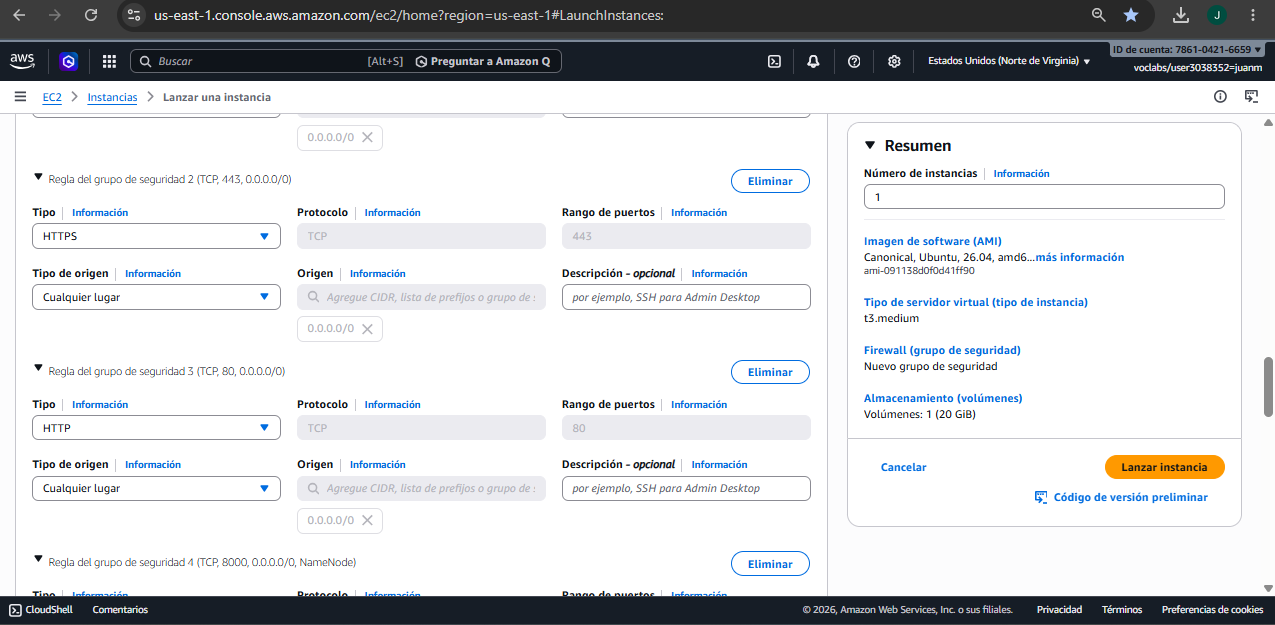 us-east-1.console.aws.amazon.com/ec2/home?region=us-east-1#LaunchInstances:
J
aws
Buscar [Alt+S] Preguntar a Amazon Q
Estados Unidos (Norte de Virginia)
ID de cuenta: 7861-0421-6659
voclabs/user3038352=juanm
EC2 > Instancias > Lanzar una instancia
0.0.0.0/0
Regla del grupo de seguridad 2 (TCP, 443, 0.0.0.0/0)
Eliminar
Tipo Información Protocolo Información Rango de puertos Información
HTTPS TCP 443
Tipo de origen Información Origen Información Descripción - opcional Información
Cualquier lugar Agregue CIDR, lista de prefijos o grupo de s por ejemplo, SSH para Admin Desktop
0.0.0.0/0
Regla del grupo de seguridad 3 (TCP, 80, 0.0.0.0/0)
Eliminar
Tipo Información Protocolo Información Rango de puertos Información
HTTP TCP 80
Tipo de origen Información Origen Información Descripción - opcional Información
Cualquier lugar Agregue CIDR, lista de prefijos o grupo de s por ejemplo, SSH para Admin Desktop
0.0.0.0/0
Regla del grupo de seguridad 4 (TCP, 8000, 0.0.0.0/0, NameNode)
Eliminar
Tipo Información Protocolo Información Rango de puertos Información
Resumen
Número de instancias Información
1
Imagen de software (AMI)
Canonical, Ubuntu, 26.04, amd6...más información
ami-091138d0f0d41ff90
Tipo de servidor virtual (tipo de instancia)
t3.medium
Firewall (grupo de seguridad)
Nuevo grupo de seguridad
Almacenamiento (volúmenes)
Volúmenes: 1 (20 GiB)
Cancelar Lanzar instancia
Código de versión preliminar
CloudShell Comentarios © 2026, Amazon Web Services, Inc. o sus filiales. Privacidad Términos Preferencias de cookies